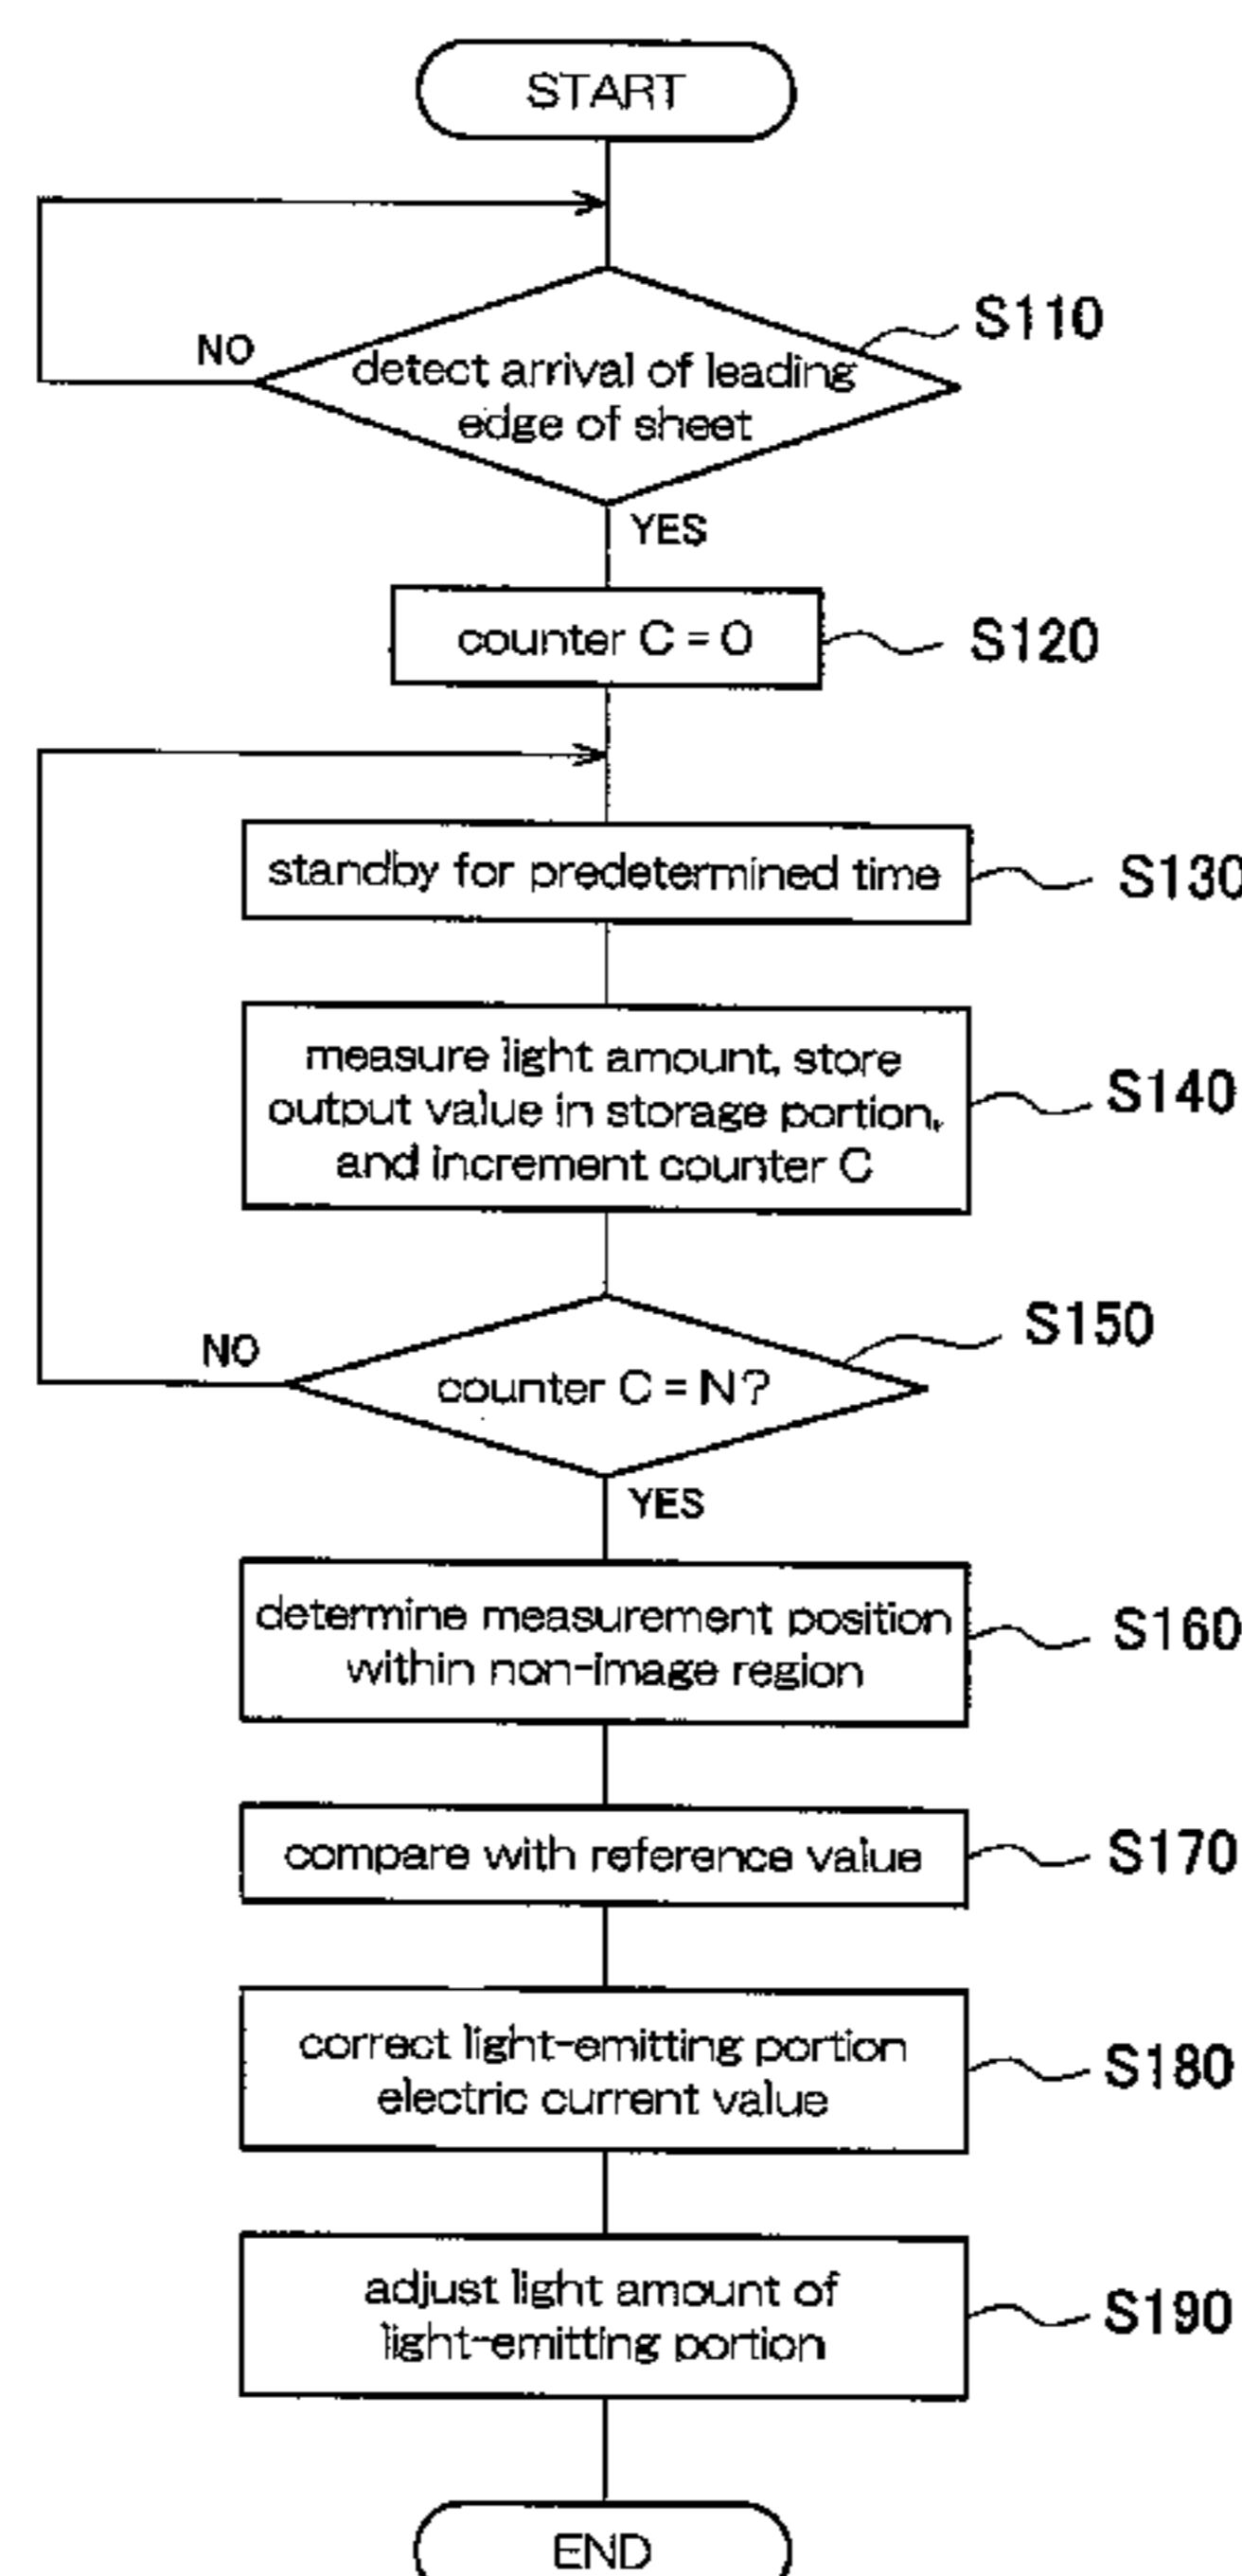 START
NO
S110
detect arrival of leading
edge of sheet
YES
counter C = 0
S120
standby for predetermined time
S130
measure light amount, store
output value in storage portion,
and increment counter C
S140
NO
S150
counter C = N?
YES
determine measurement position
within non-image region
S160
compare with reference value
S170
correct light-emitting portion
electric current value
S180
adjust light amount of
light-emitting portion
S190
END